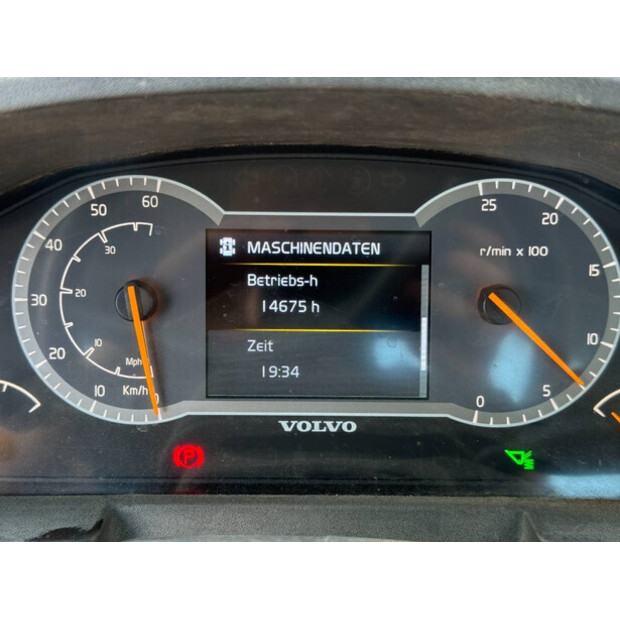 60
50
40
30
20
10
30
20
10
Mph
Km/h
MASCHINENDATEN
Betriebs-h
14675 h
Zeit
19:34
25
20
15
10
5
0
r/min x 100
VOLVO
P